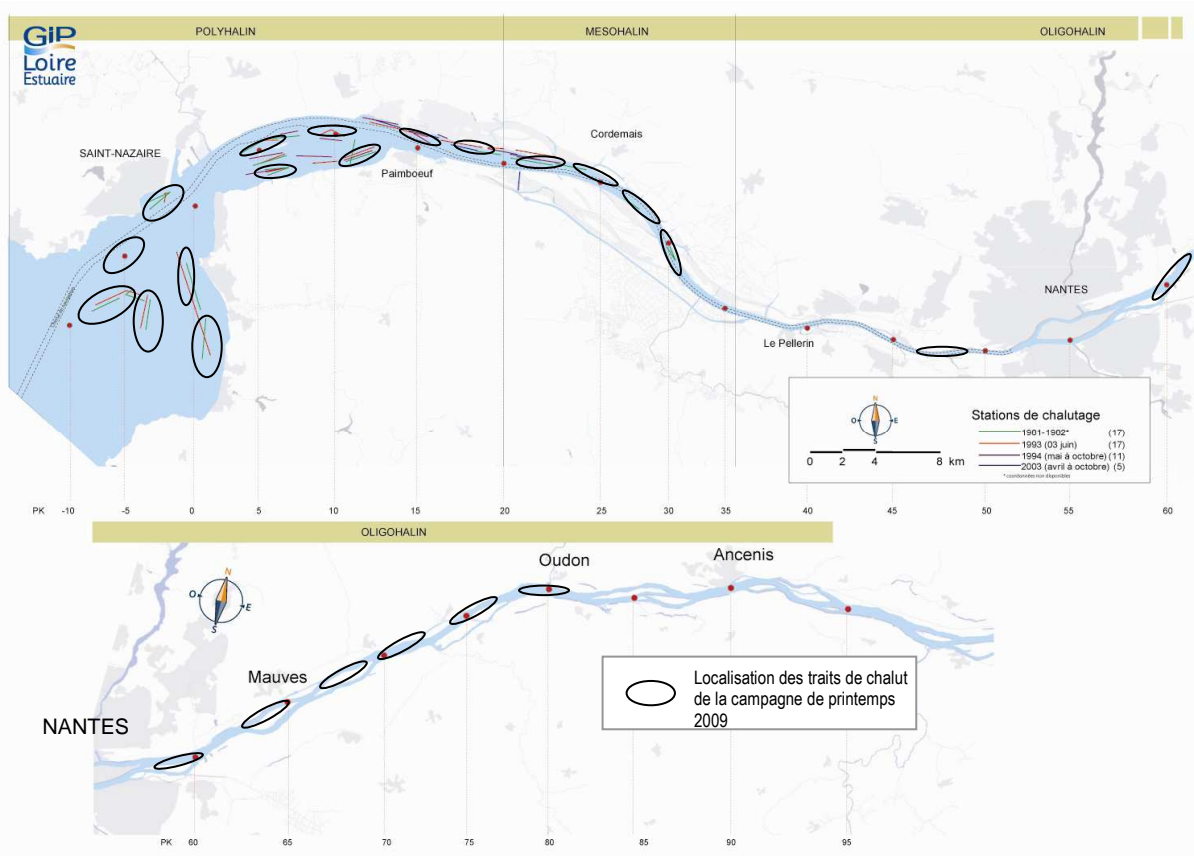 GIP
Loire
Estuaire
POLYHALIN
MESOHALIN
OLIGOHALIN
SAINT-NAZAIRE
Cordemais
Paimboeuf
NANTES
Le Pellerin
N
O E
S
0 2 4 8 km
Stations de chalutage
1901-1902* (17)
1993 (03 juin) (17)
1994 (mai à octobre) (11)
2003 (avril à octobre) (5)
* coordonnées non disponibles
PK -10 -5 0 5 10 15 20 25 30 35 40 45 50 55 60
OLIGOHALIN
Oudon
Ancenis
N
O E
S
Mauves
NANTES
Localisation des traits de chalut
de la campagne de printemps
2009
PK 60 65 70 75 80 85 90 95